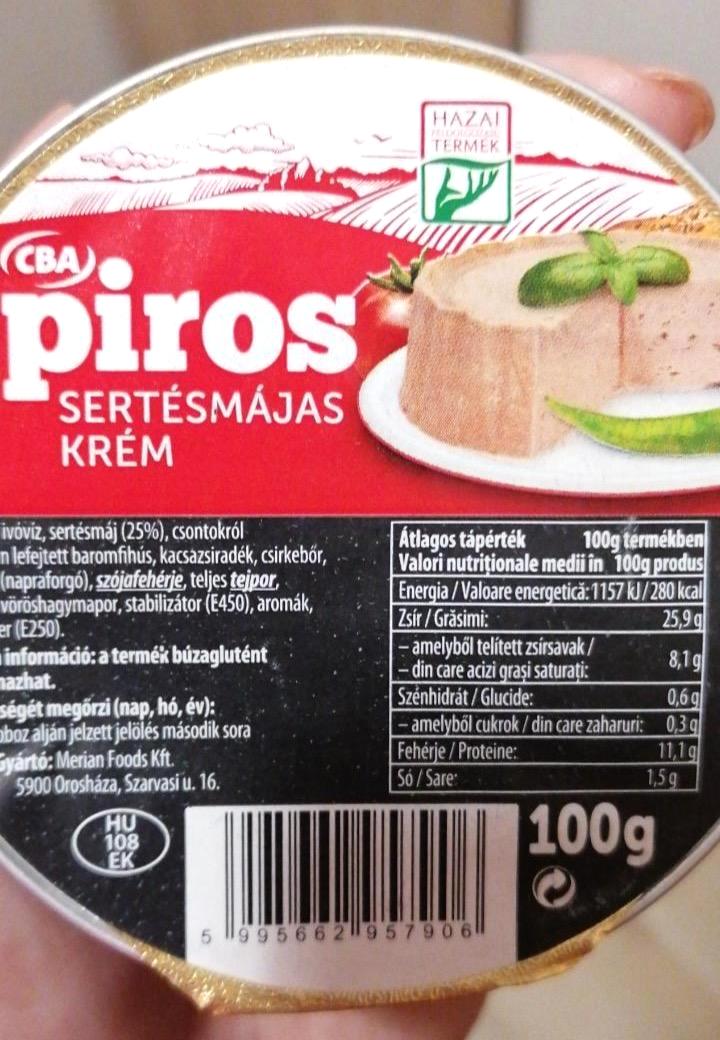 HAZAI
FELDOLGOZÁSÚ
TERMÉK
CBA
piros
SERTÉSMÁJAS
KRÉM
ivóvíz, sertésmáj (25%), csontokról
lefejtett baromfihús, kacsazsiradék, csirkebőr,
(napraforgó), szójafehérje, teljes tejpor,
vöröshagymapor, stabilizátor (E450), aromák,
(E250).
információ: a termék búzaglutént
megőrzi (nap, hó, év):
alján jelzett jelölés második sora
Gyártó: Merian Foods Kft.
5900 Orosháza, Szarvasi u. 16.
Átlagos tápérték 100g termékben
Valori nutriționale medii în 100g produs
Energia / Valoare energetică: 1157 kJ / 280 kcal
Zsír / Grăsimi: 25,9 g
– amelyből telített zsírsavak /
– din care acizi grași saturați: 8,1 g
Szénhidrát / Glucide: 0,6 g
– amelyből cukrok / din care zaharuri: 0,3 g
Fehérje / Proteine: 11,1 g
Só / Sare: 1,5 g
HU
108
EK
100g
5 995662 957906